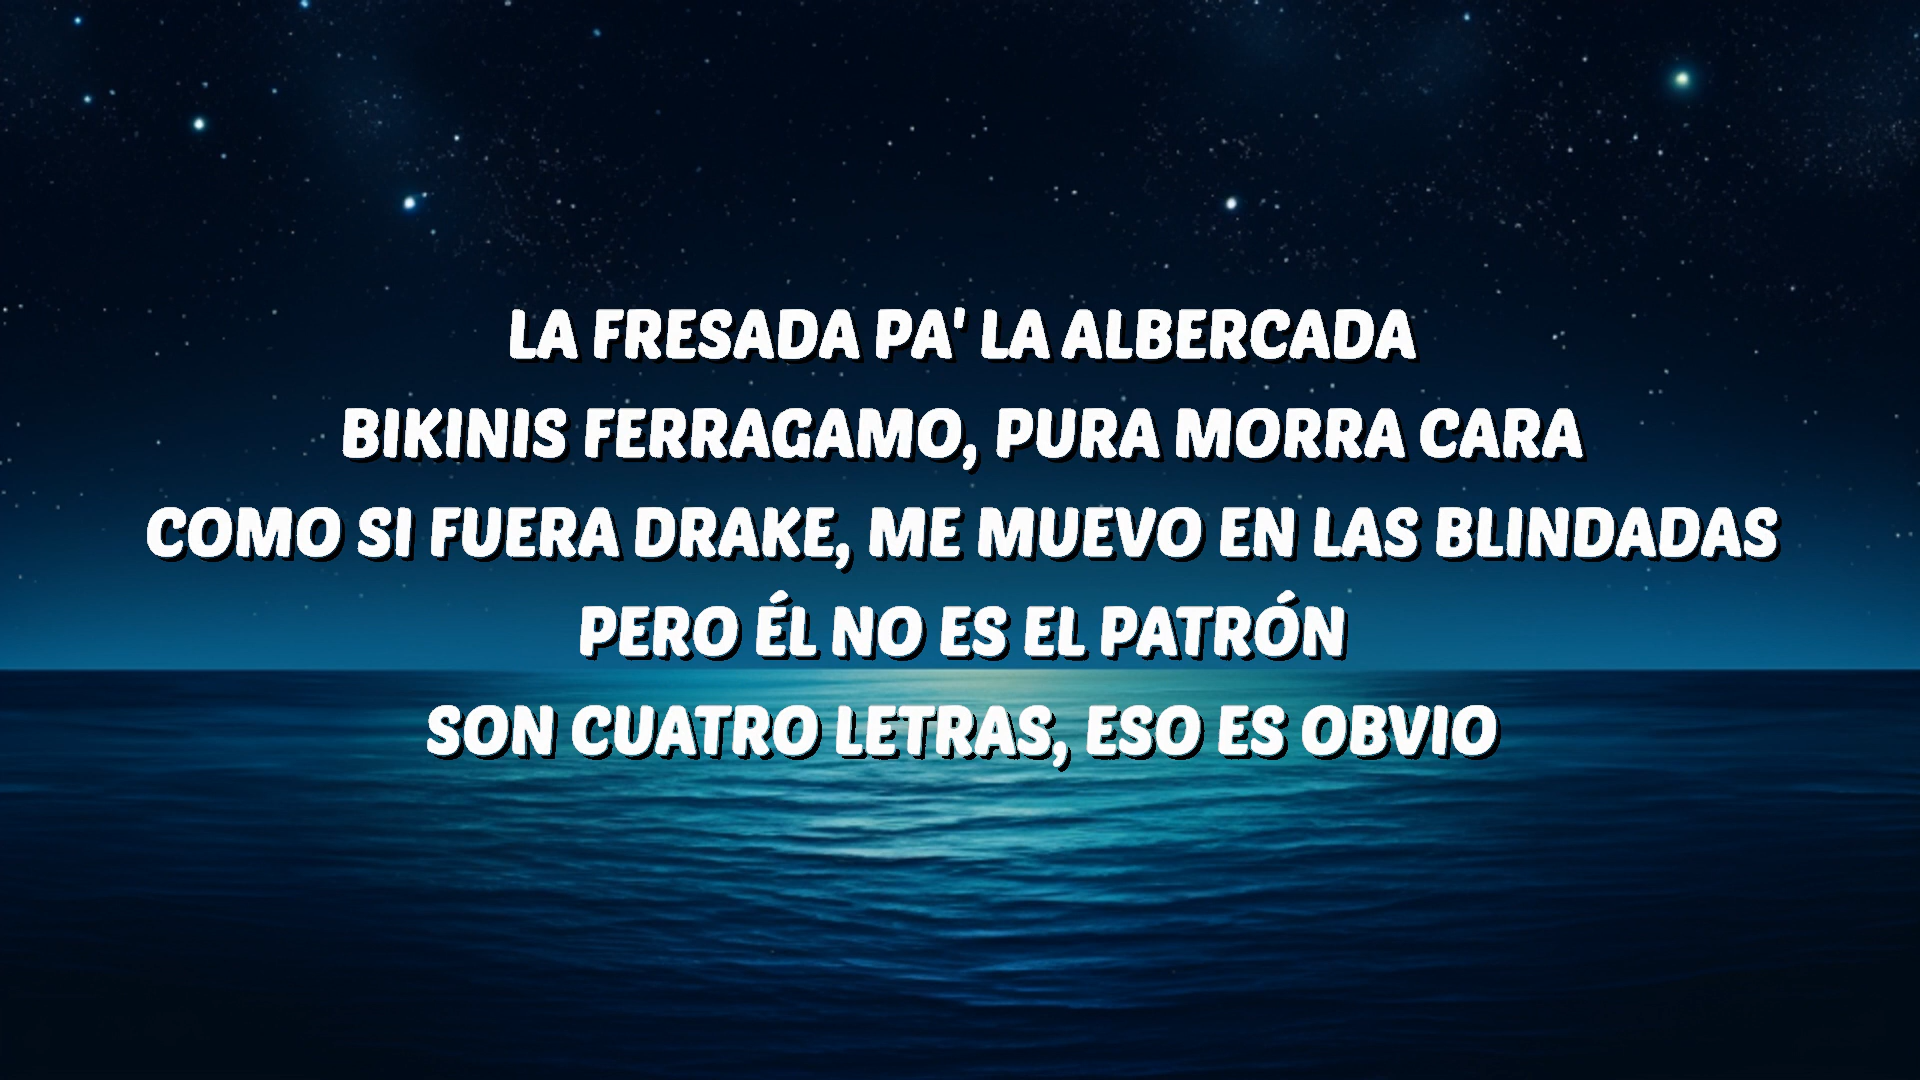 LA FRESADA PA' LA ALBERCADA
BIKINIS FERRAGAMO, PURA MORRA CARA
COMO SI FUERA DRAKE, ME MUEVO EN LAS BLINDADAS
PERO ÉL NO ES EL PATRÓN
SON CUATRO LETRAS, ESO ES OBVIO